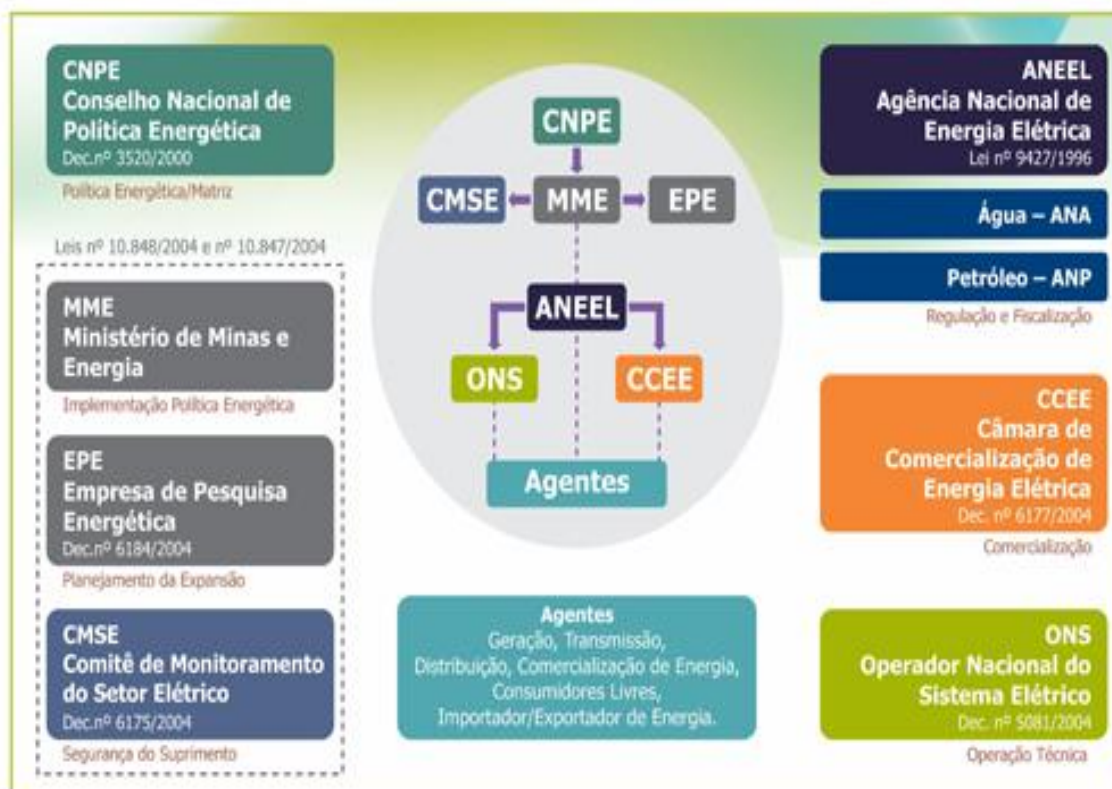 CNPE
Conselho Nacional de
Política Energética
Dec.nº 3520/2000
Política Energética/Matriz
Leis nº 10.848/2004 e nº 10.847/2004
MME
Ministério de Minas e
Energia
Implementação Política Energética
EPE
Empresa de Pesquisa
Energética
Dec.nº 6184/2004
Planejamento da Expansão
CMSE
Comitê de Monitoramento
do Setor Elétrico
Dec.nº 6175/2004
Segurança do Suprimento
CNPE
CMSE
MME
EPE
ANEEL
ONS
CCEE
Agentes
Agentes
Geração, Transmissão,
Distribuição, Comercialização de Energia,
Consumidores Livres,
Importador/Exportador de Energia.
ANEEL
Agência Nacional de
Energia Elétrica
Lei nº 9427/1996
Água – ANA
Petróleo – ANP
Regulação e Fiscalização
CCEE
Câmara de
Comercialização de
Energia Elétrica
Dec. nº 6177/2004
Comercialização
ONS
Operador Nacional do
Sistema Elétrico
Dec. nº 5081/2004
Operação Técnica